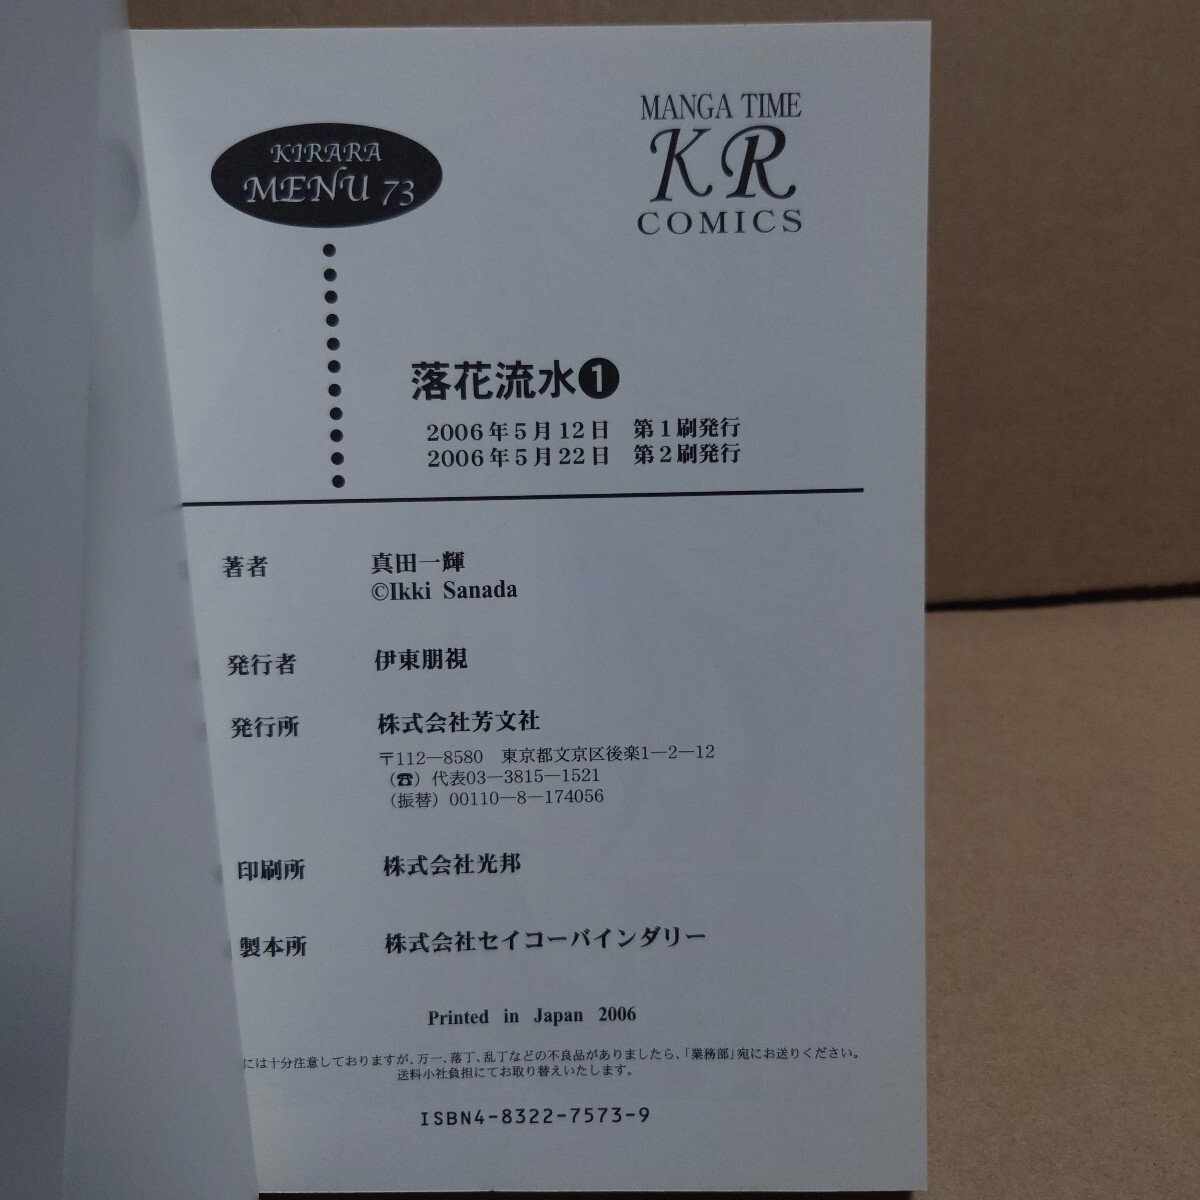 KIRARA
MENU 73
MANGA TIME
KR
COMICS
落花流水❶
2006年5月12日　第1刷発行
2006年5月22日　第2刷発行
著者　真田一輝
©Ikki Sanada
発行者　伊東朋視
発行所　株式会社芳文社
〒112―8580　東京都文京区後楽1―2―12
（☎）代表03―3815―1521
（振替）00110―8―174056
印刷所　株式会社光邦
製本所　株式会社セイコーバインダリー
Printed in Japan 2006
には十分注意しておりますが、万一、落丁、乱丁などの不良品がありましたら、「業務部」宛にお送りください。
送料小社負担にてお取り替えいたします。
ISBN4-8322-7573-9